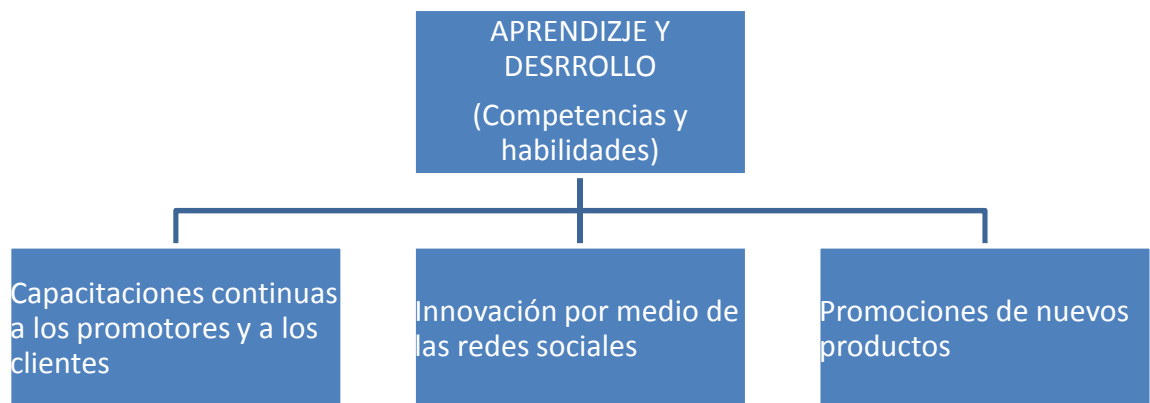 APRENDIZJE Y
DESRROLLO
(Competencias y
habilidades)
Capacitaciones continuas
a los promotores y a los
clientes
Innovación por medio de
las redes sociales
Promociones de nuevos
productos